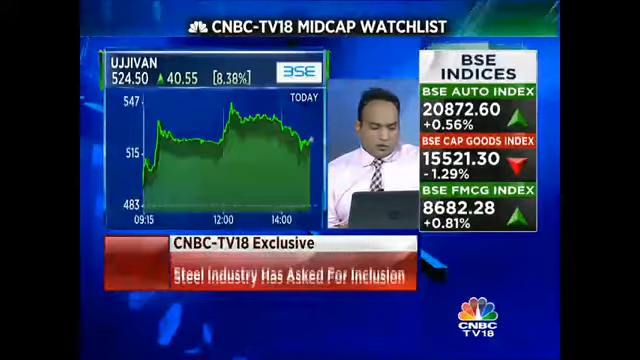 CNBC-TV18 MIDCAP WATCHLIST
UJJIVAN
524.50 ▲ 40.55 [8.38%]
BSE
TODAY
547
515
483
09:15 12:00 14:00
BSE
INDICES
BSE AUTO INDEX
20872.60
+0.56%
BSE CAP GOODS INDEX
15521.30
-1.29%
BSE FMCG INDEX
8682.28
+0.81%
CNBC-TV18 Exclusive
Steel Industry Has Asked For Inclusion
CNBC
TV18